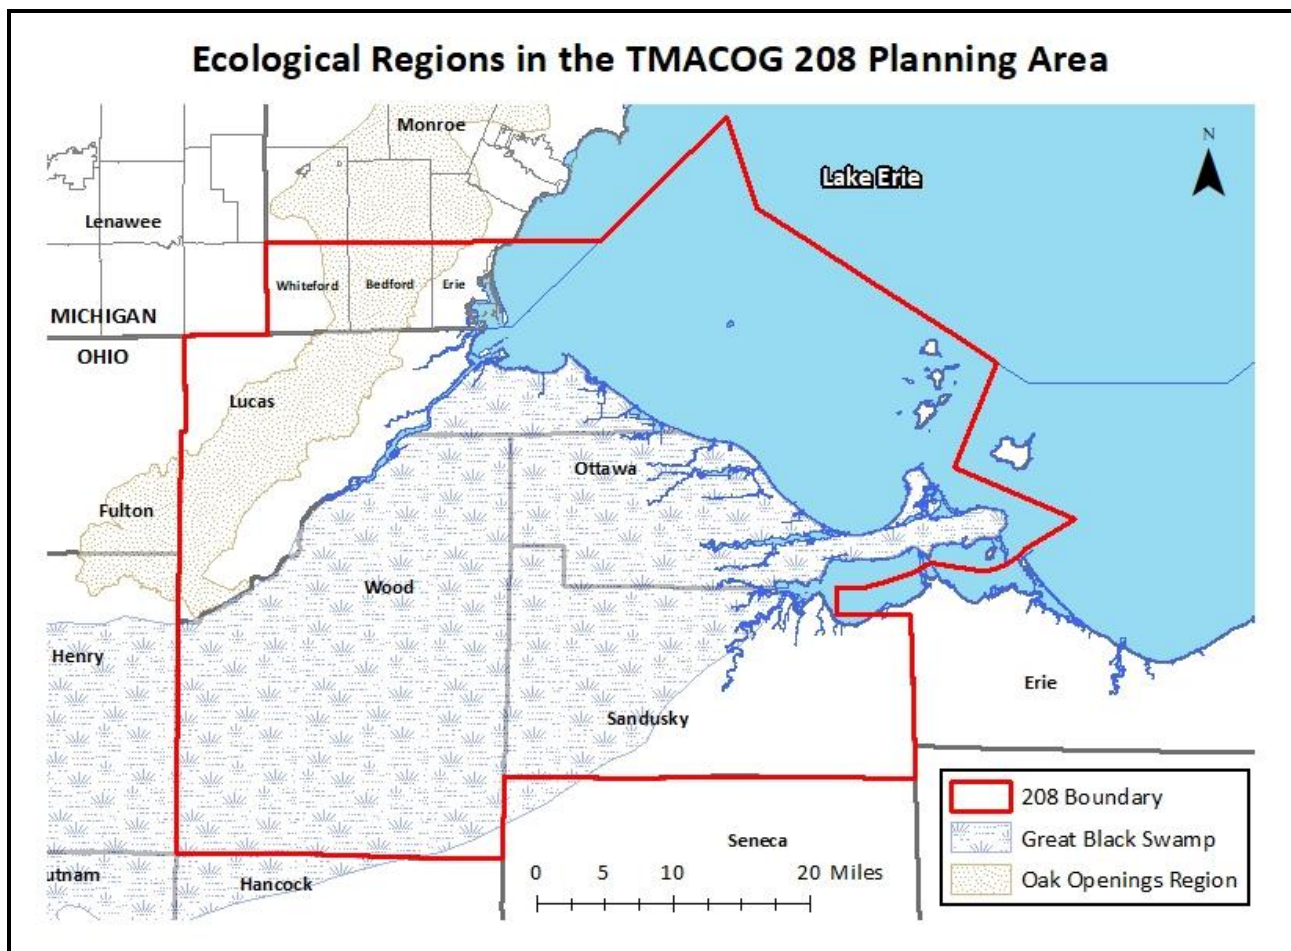 Ecological Regions in the TMACOG 208 Planning Area
Monroe
N
Lake Erie
Lenawee
Whiteford
Bedford
Erie
MICHIGAN
OHIO
Lucas
Ottawa
Fulton
Wood
Henry
Erie
Sandusky
208 Boundary
Great Black Swamp
Oak Openings Region
Seneca
utnam
Hancock
0 5 10 20 Miles